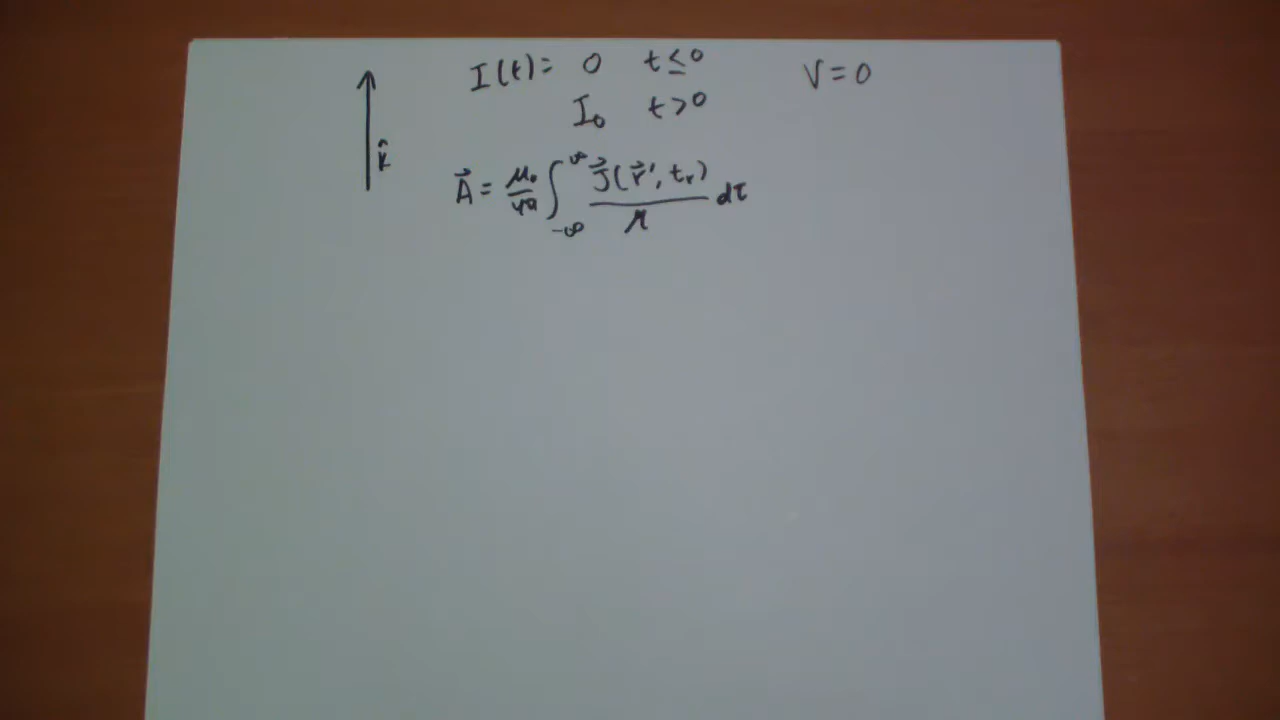 I(t) = 0 t ≤ 0 V = 0
I₀ t > 0
k̂
A⃗ = μ₀/4π ∫_{-∞}^{∞} J⃗(r⃗', tᵣ)/r dτ